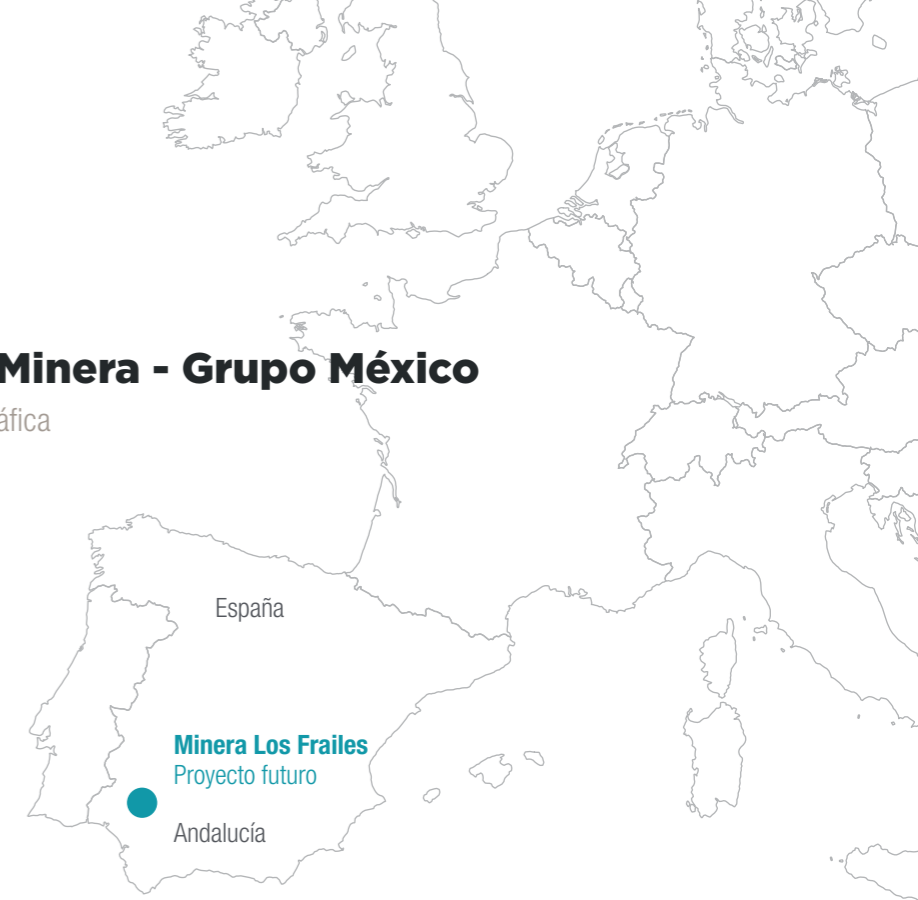 Minera - Grupo México
áfica
España
Minera Los Frailes
Proyecto futuro
Andalucía